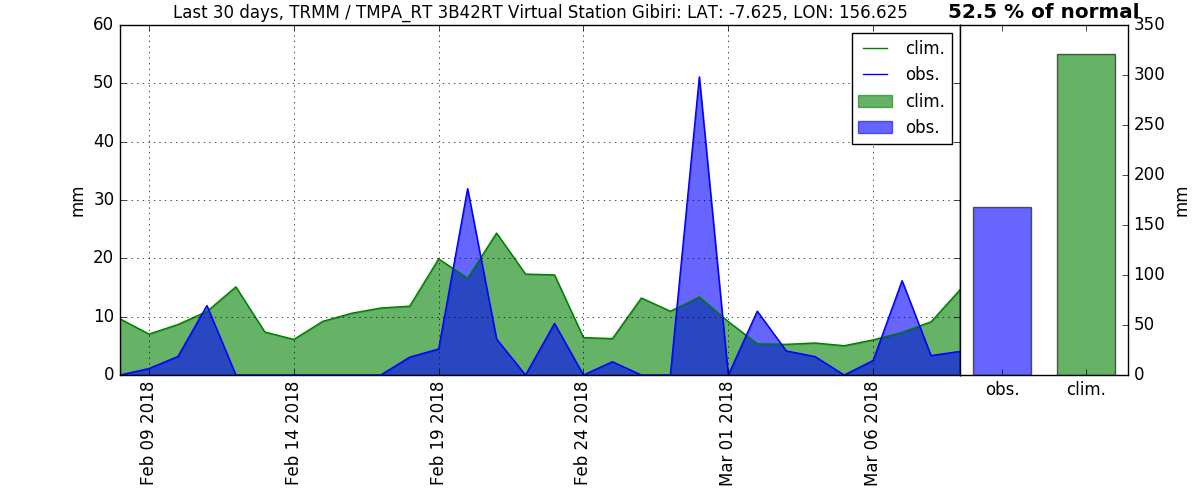 Last 30 days, TRMM / TMPA_RT 3B42RT Virtual Station Gibiri: LAT: -7.625, LON: 156.625
52.5 % of normal
60
50
40
30
20
10
0
mm
clim.
obs.
clim.
obs.
Feb 09 2018
Feb 14 2018
Feb 19 2018
Feb 24 2018
Mar 01 2018
Mar 06 2018
350
300
250
200
150
100
50
0
mm
obs.
clim.